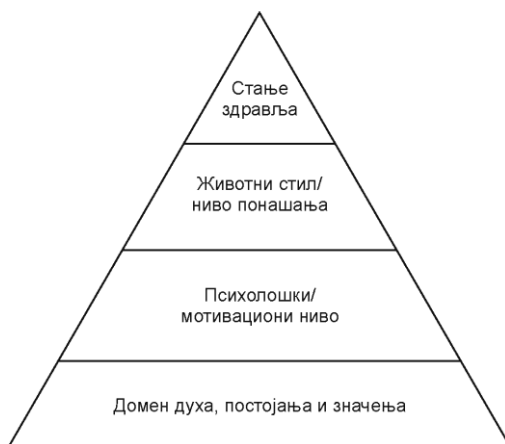 Стање
здравља
Животни стил/
ниво понашања
Психолошки/
мотивациони ниво
Домен духа, постојања и значења